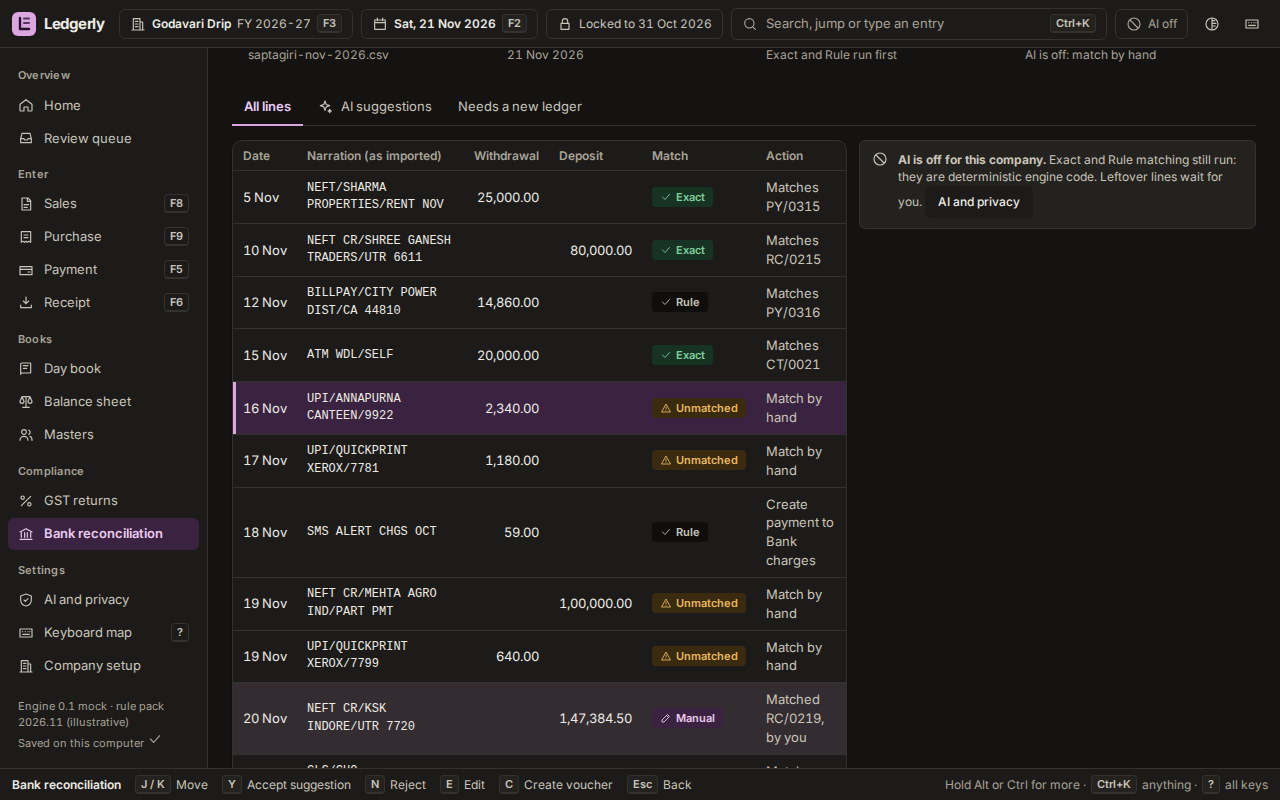 Ledgerly
Godavari Drip FY 2026-27 F3
Sat, 21 Nov 2026 F2
Locked to 31 Oct 2026
Search, jump or type an entry Ctrl+K
AI off
Overview
Home
Review queue
Enter
Sales F8
Purchase F9
Payment F5
Receipt F6
Books
Day book
Balance sheet
Masters
Compliance
GST returns
Bank reconciliation
Settings
AI and privacy
Keyboard map ?
Company setup
Engine 0.1 mock · rule pack
2026.11 (illustrative)
Saved on this computer
saptagiri-nov-2026.csv 21 Nov 2026 Exact and Rule run first AI is off: match by hand
All lines AI suggestions Needs a new ledger
Date Narration (as imported) Withdrawal Deposit Match Action
5 Nov NEFT/SHARMA PROPERTIES/RENT NOV 25,000.00 Exact Matches PY/0315
10 Nov NEFT CR/SHREE GANESH TRADERS/UTR 6611 80,000.00 Exact Matches RC/0215
12 Nov BILLPAY/CITY POWER DIST/CA 44810 14,860.00 Rule Matches PY/0316
15 Nov ATM WDL/SELF 20,000.00 Exact Matches CT/0021
16 Nov UPI/ANNAPURNA CANTEEN/9922 2,340.00 Unmatched Match by hand
17 Nov UPI/QUICKPRINT XEROX/7781 1,180.00 Unmatched Match by hand
18 Nov SMS ALERT CHGS OCT 59.00 Rule Create payment to Bank charges
19 Nov NEFT CR/MEHTA AGRO IND/PART PMT 1,00,000.00 Unmatched Match by hand
19 Nov UPI/QUICKPRINT XEROX/7799 640.00 Unmatched Match by hand
20 Nov NEFT CR/KSK INDORE/UTR 7720 1,47,384.50 Manual Matched RC/0219, by you
AI is off for this company. Exact and Rule matching still run:
they are deterministic engine code. Leftover lines wait for
you. AI and privacy
Bank reconciliation J / K Move Y Accept suggestion N Reject E Edit C Create voucher Esc Back
Hold Alt or Ctrl for more · Ctrl+K anything · ? all keys